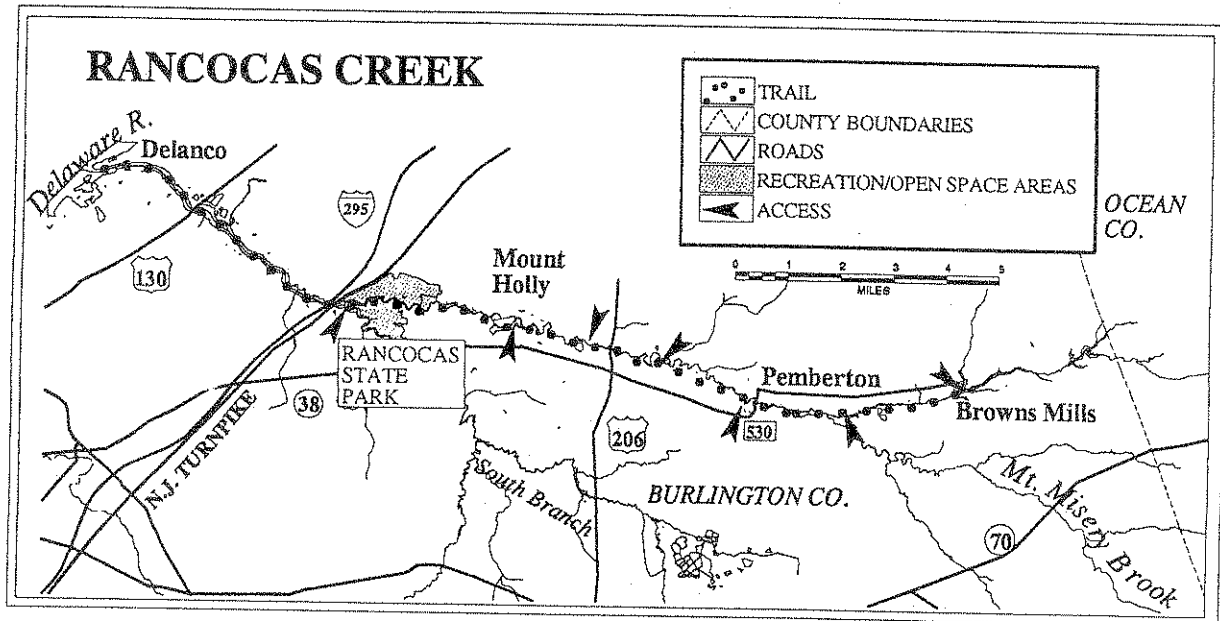 RANCOCAS CREEK
TRAIL
COUNTY BOUNDARIES
ROADS
RECREATION/OPEN SPACE AREAS
ACCESS
Delaware R.
Delanco
295
OCEAN
CO.
130
Mount
Holly
0 1 2 3 4 5
MILES
RANCOCAS
STATE
PARK
38
N.J. TURNPIKE
Pemberton
530
Browns Mills
206
South Branch
BURLINGTON CO.
Mt. Misery Brook
70